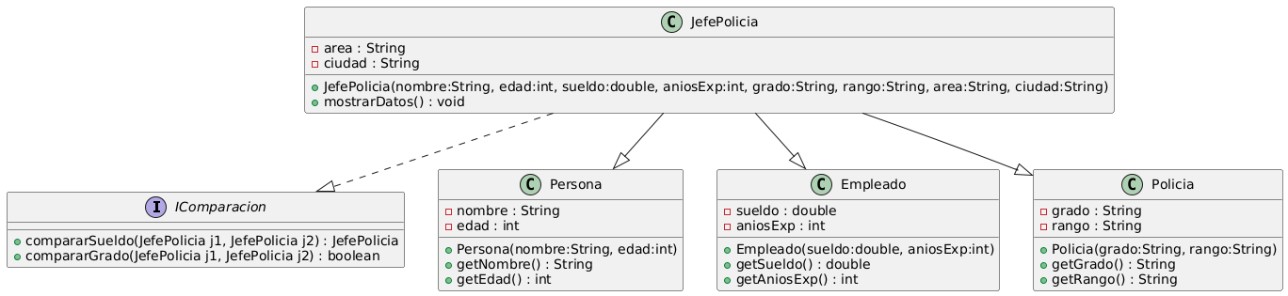 C JefePolicia
area : String
ciudad : String
JefePolicia(nombre:String, edad:int, sueldo:double, aniosExp:int, grado:String, rango:String, area:String, ciudad:String)
mostrarDatos() : void
I IComparacion
compararSueldo(JefePolicia j1, JefePolicia j2) : JefePolicia
compararGrado(JefePolicia j1, JefePolicia j2) : boolean
C Persona
nombre : String
edad : int
Persona(nombre:String, edad:int)
getNombre() : String
getEdad() : int
C Empleado
sueldo : double
aniosExp : int
Empleado(sueldo:double, aniosExp:int)
getSueldo() : double
getAniosExp() : int
C Policia
grado : String
rango : String
Policia(grado:String, rango:String)
getGrado() : String
getRango() : String